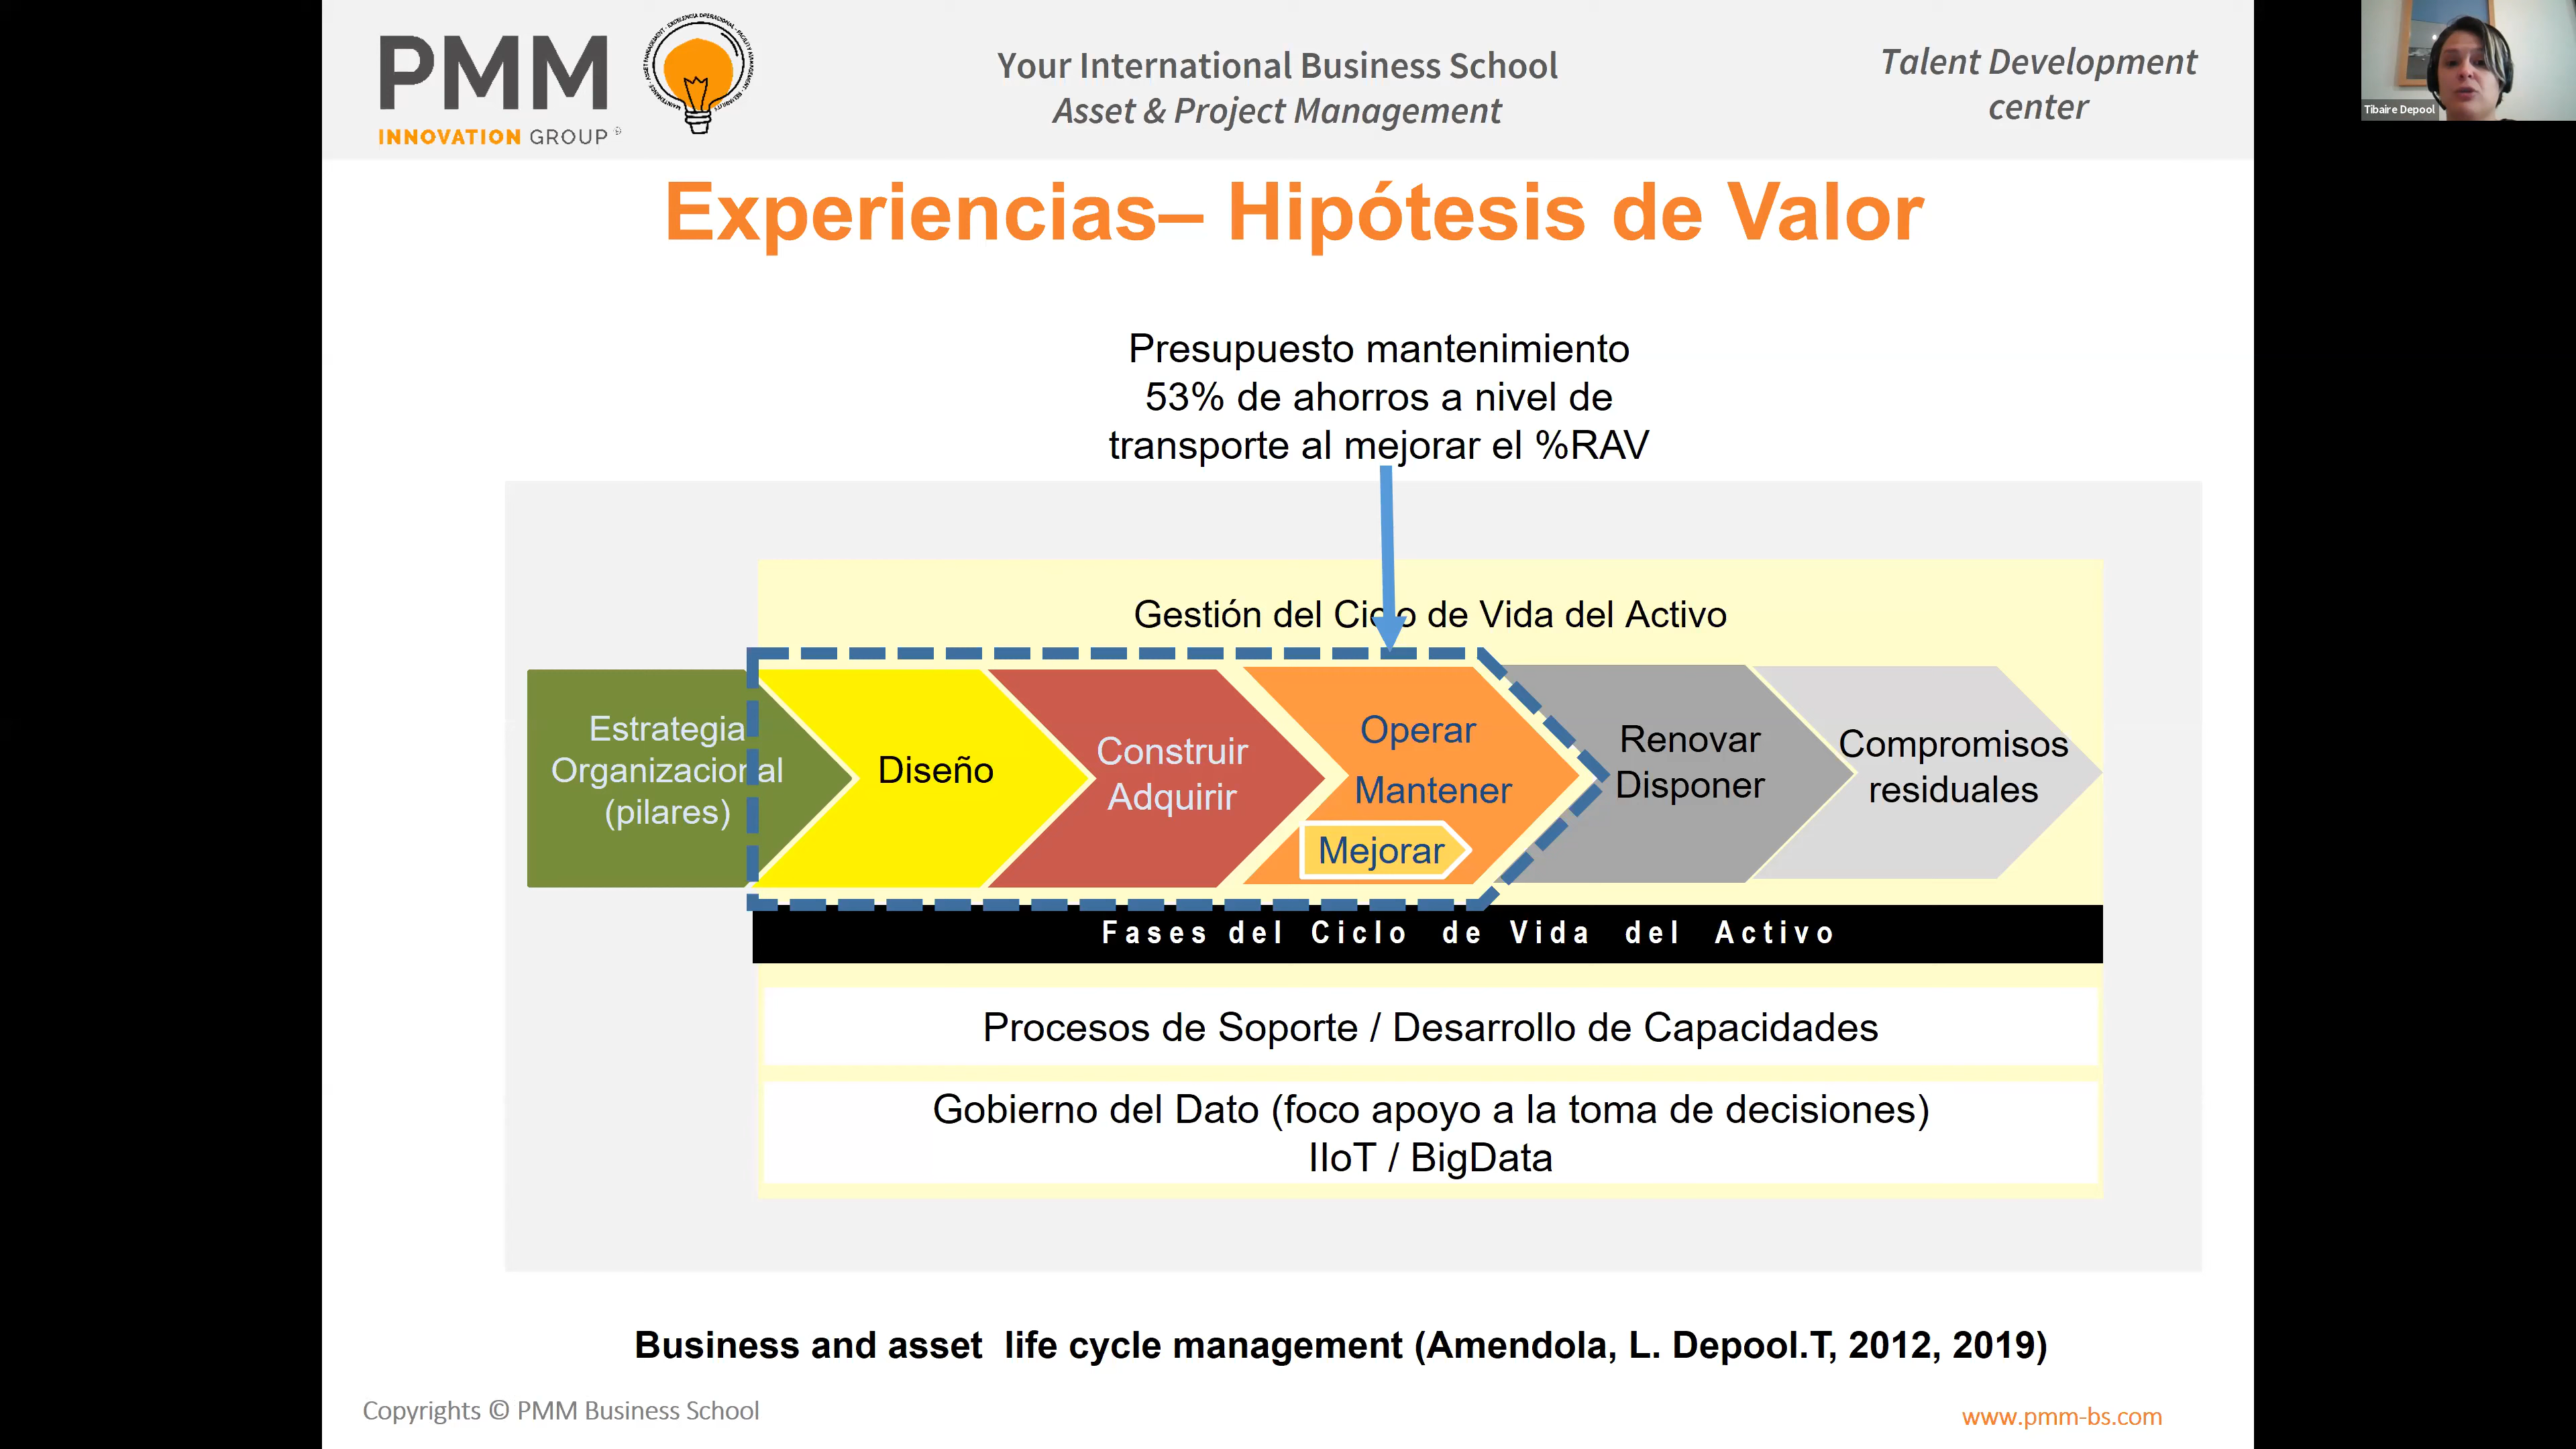 PMM
INNOVATION GROUP
Your International Business School
Asset & Project Management
Talent Development
center
Tibaire Depool
Experiencias– Hipótesis de Valor
Presupuesto mantenimiento
53% de ahorros a nivel de
transporte al mejorar el %RAV
Gestión del Ciclo de Vida del Activo
Estrategia
Organizacional
(pilares)
Diseño
Construir
Adquirir
Operar
Mantener
Mejorar
Renovar
Disponer
Compromisos
residuales
Fases del Ciclo de Vida del Activo
Procesos de Soporte / Desarrollo de Capacidades
Gobierno del Dato (foco apoyo a la toma de decisiones)
IIoT / BigData
Business and asset life cycle management (Amendola, L. Depool.T, 2012, 2019)
Copyrights © PMM Business School
www.pmm-bs.com